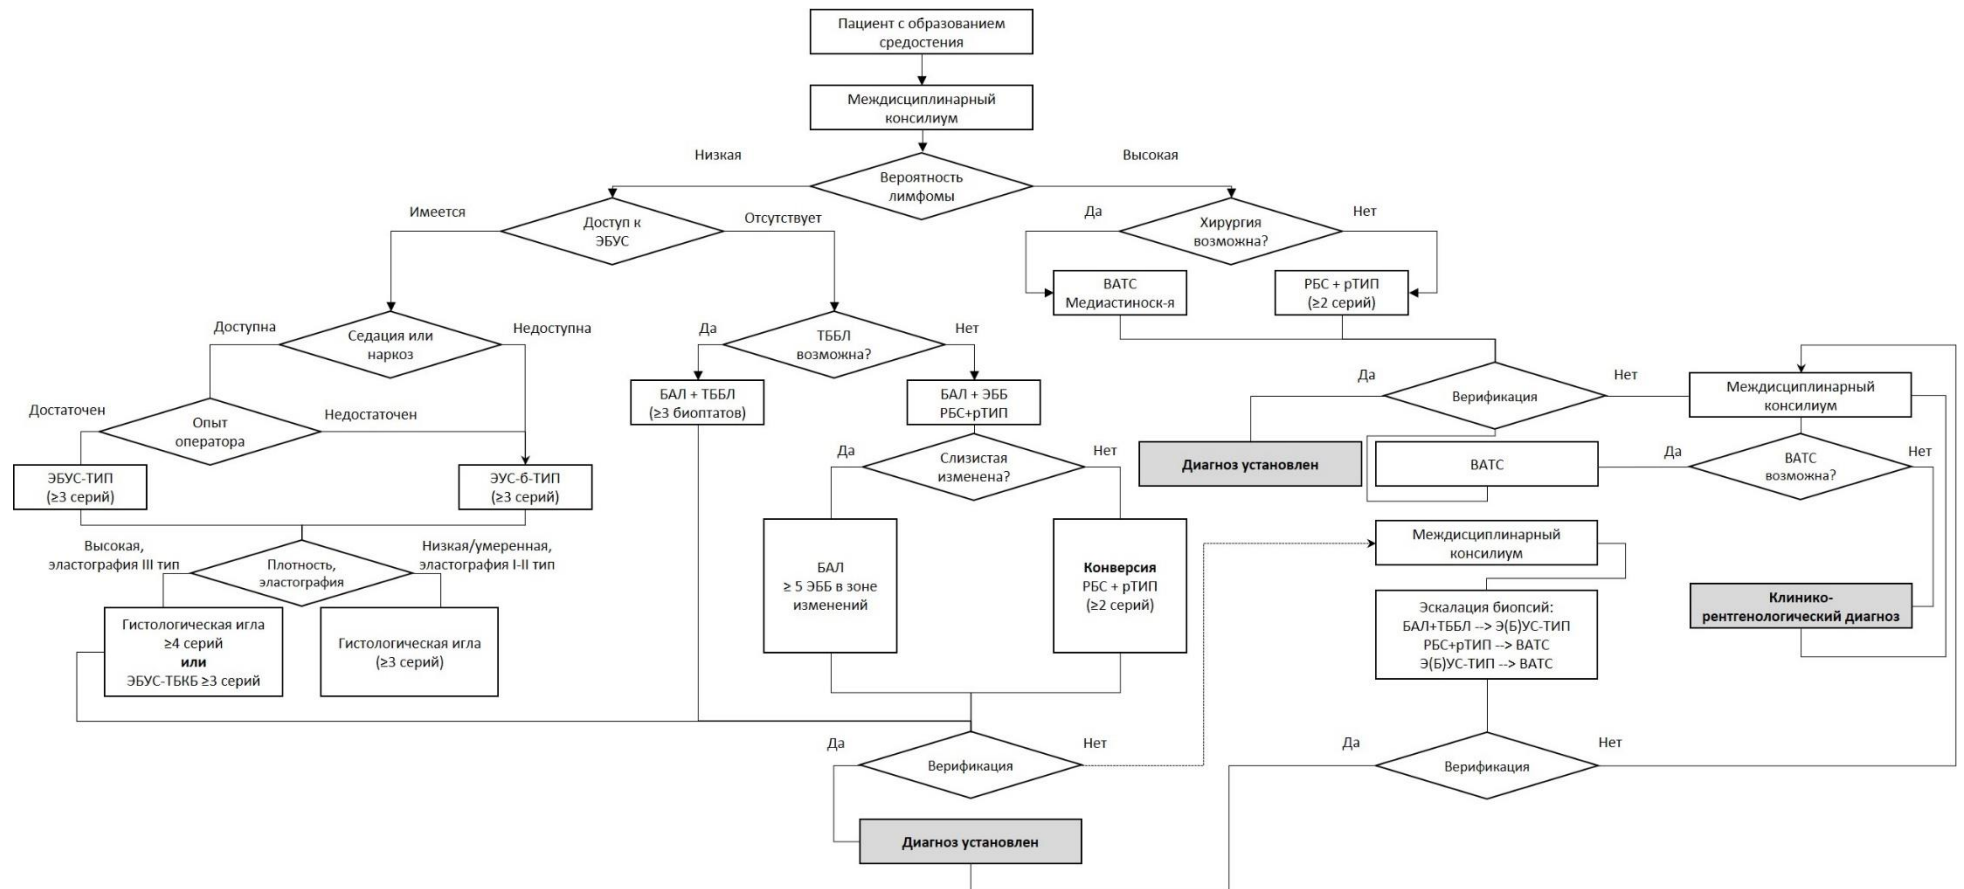 Пациент с образованием
средостения
Междисциплинарный
консилиум
Низкая
Высокая
Вероятность
лимфомы
Имеется
Отсутствует
Доступ к
ЭБУС
Да
Нет
Хирургия
возможна?
ВАТС
Медиастиноск-я
РБС + рТИП
(≥2 серий)
Доступна
Недоступна
Седация или
наркоз
Да
Нет
ТББЛ
возможна?
Да
Нет
Верификация
Междисциплинарный
консилиум
БАЛ + ТББЛ
(≥3 биоптатов)
БАЛ + ЭББ
РБС+рТИП
Достаточен
Недостаточен
Опыт
оператора
Да
Нет
Слизистая
изменена?
Диагноз установлен
ВАТС
Да
Нет
ВАТС
возможна?
ЭБУС-ТИП
(≥3 серий)
ЭУС-б-ТИП
(≥3 серий)
Высокая,
эластография III тип
Низкая/умеренная,
эластография I-II тип
Плотность,
эластография
БАЛ
≥ 5 ЭББ в зоне
изменений
Конверсия
РБС + рТИП
(≥2 серий)
Междисциплинарный
консилиум
Гистологическая игла
≥4 серий
или
ЭБУС-ТБКБ ≥3 серий
Гистологическая игла
(≥3 серий)
Эскалация биопсий:
БАЛ+ТББЛ --> Э(Б)УС-ТИП
РБС+рТИП --> ВАТС
Э(Б)УС-ТИП --> ВАТС
Клинико-
рентгенологический диагноз
Да
Нет
Верификация
Да
Нет
Верификация
Диагноз установлен